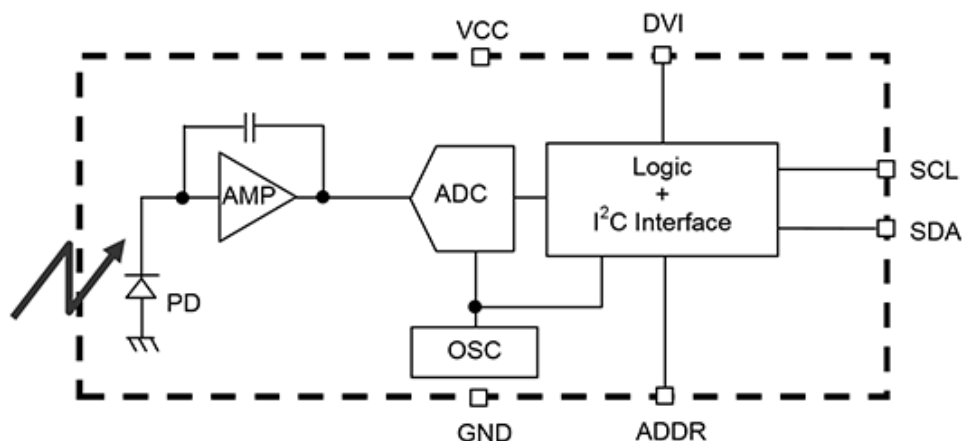 VCC
DVI
AMP
ADC
Logic
+
I²C Interface
SCL
SDA
PD
OSC
GND
ADDR